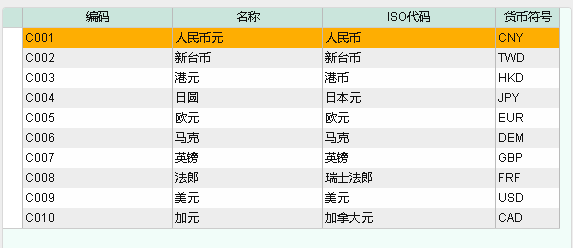 编码 名称 ISO代码 货币符号
C001 人民币元 人民币 CNY
C002 新台币 新台币 TWD
C003 港元 港币 HKD
C004 日圆 日本元 JPY
C005 欧元 欧元 EUR
C006 马克 马克 DEM
C007 英镑 英镑 GBP
C008 法郎 瑞士法郎 FRF
C009 美元 美元 USD
C010 加元 加拿大元 CAD